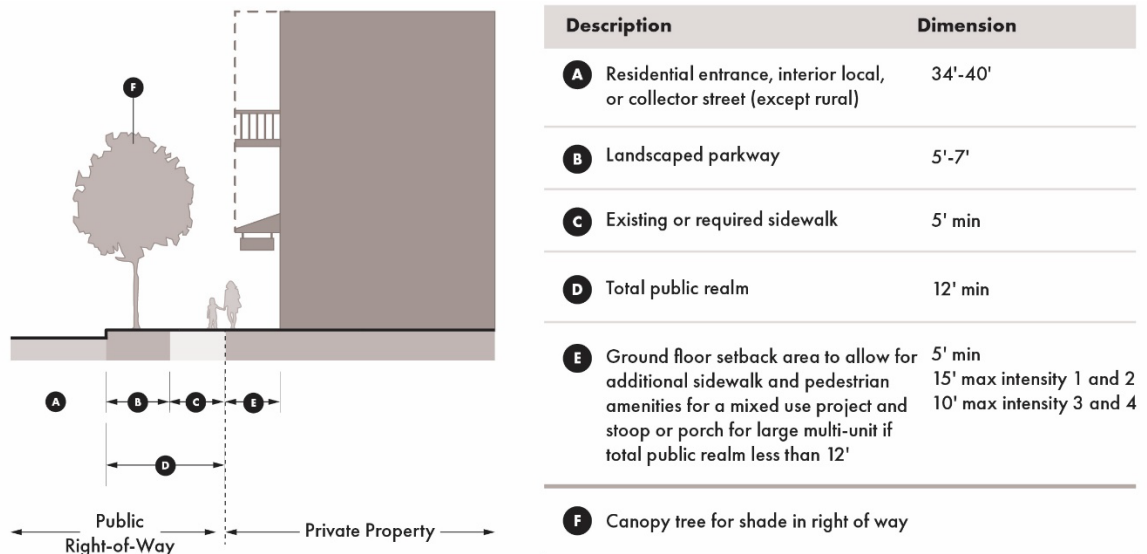 F
A
B
C
E
D
Public
Right-of-Way
Private Property
Description Dimension
A Residential entrance, interior local, 34'-40'
or collector street (except rural)
B Landscaped parkway 5'-7'
C Existing or required sidewalk 5' min
D Total public realm 12' min
E Ground floor setback area to allow for 5' min
additional sidewalk and pedestrian 15' max intensity 1 and 2
amenities for a mixed use project and 10' max intensity 3 and 4
stoop or porch for large multi-unit if
total public realm less than 12'
F Canopy tree for shade in right of way